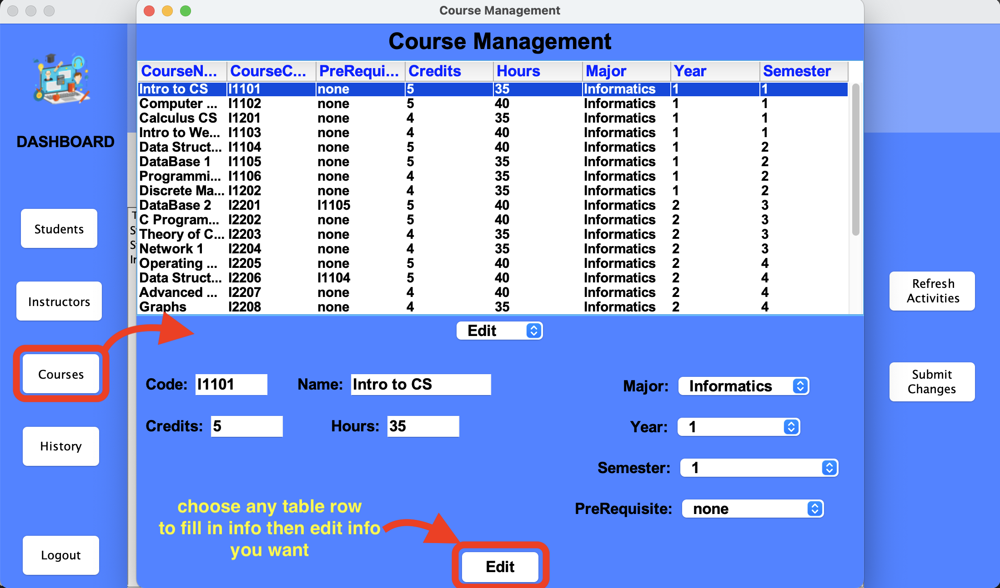 Course Management
Course Management
DASHBOARD
Students
Instructors
Courses
History
Logout
CourseN... CourseC... PreRequi... Credits Hours Major Year Semester
Intro to CS I1101 none 5 35 Informatics 1 1
Computer ... I1102 none 5 40 Informatics 1 1
Calculus CS I1201 none 4 35 Informatics 1 1
Intro to We... I1103 none 4 40 Informatics 1 1
Data Struct... I1104 none 5 40 Informatics 1 2
DataBase 1 I1105 none 5 35 Informatics 1 2
Programmi... I1106 none 4 35 Informatics 1 2
Discrete Ma... I1202 none 4 35 Informatics 1 2
DataBase 2 I2201 I1105 5 40 Informatics 2 3
C Program... I2202 none 5 40 Informatics 2 3
Theory of C... I2203 none 4 35 Informatics 2 3
Network 1 I2204 none 4 35 Informatics 2 3
Operating ... I2205 none 5 40 Informatics 2 4
Data Struct... I2206 I1104 5 40 Informatics 2 4
Advanced ... I2207 none 4 40 Informatics 2 4
Graphs I2208 none 4 35 Informatics 2 4
Edit
Code: I1101 Name: Intro to CS Major: Informatics
Credits: 5 Hours: 35 Year: 1
Semester: 1
PreRequisite: none
choose any table row
to fill in info then edit info
you want
Edit
Refresh
Activities
Submit
Changes